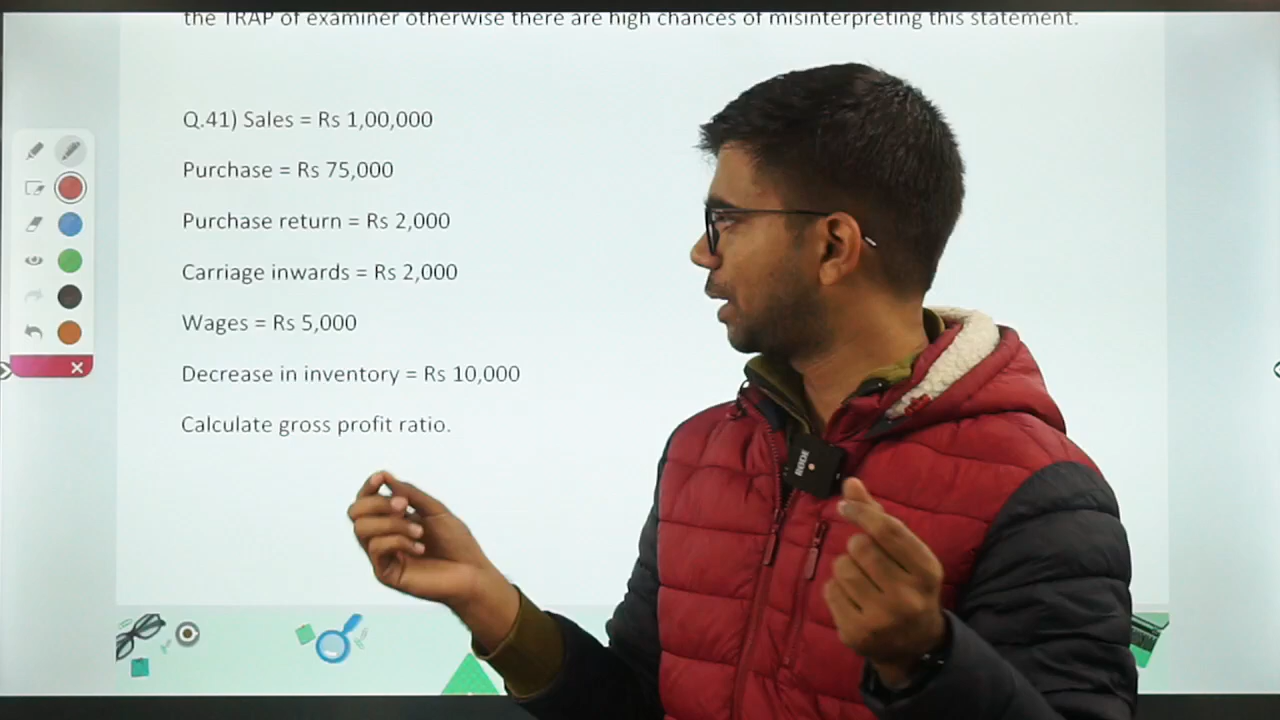 the TRAP of examiner otherwise there are high chances of misinterpreting this statement.
Q.41) Sales = Rs 1,00,000
Purchase = Rs 75,000
Purchase return = Rs 2,000
Carriage inwards = Rs 2,000
Wages = Rs 5,000
Decrease in inventory = Rs 10,000
Calculate gross profit ratio.
RODE